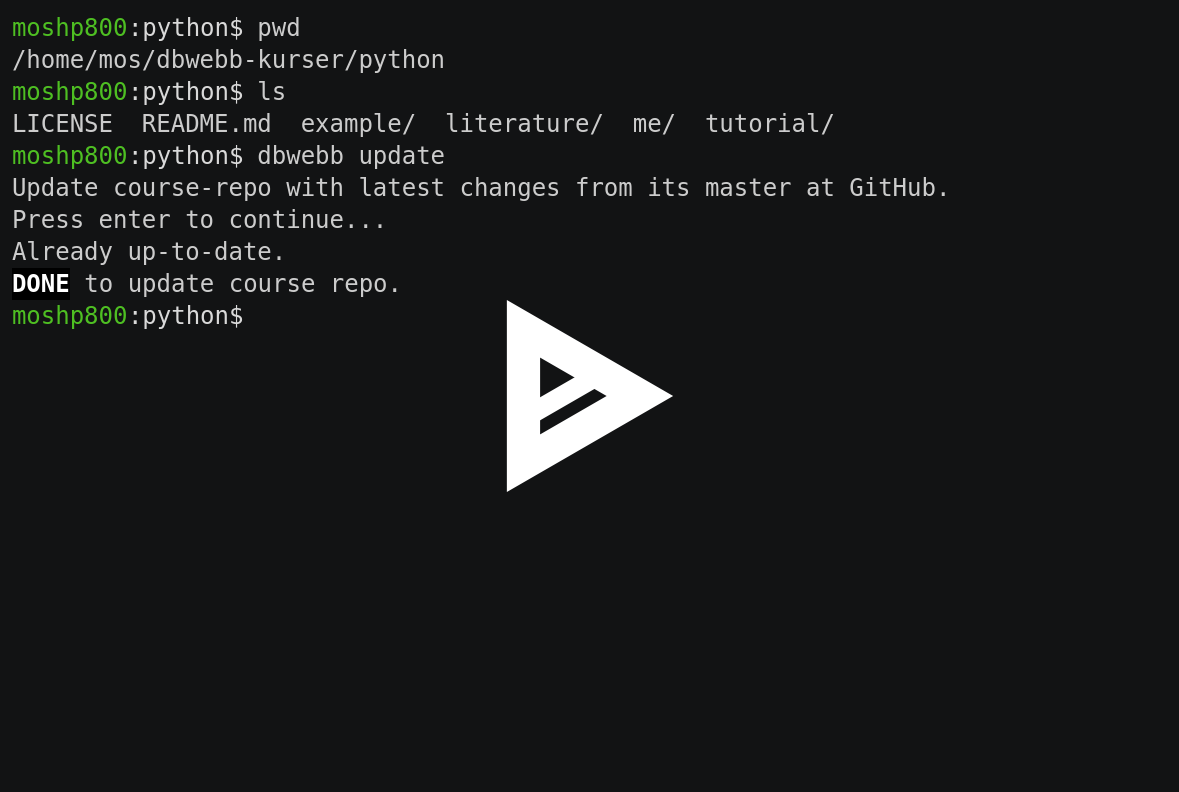 moshp800:python$ pwd
/home/mos/dbwebb-kurser/python
moshp800:python$ ls
LICENSE  README.md  example/  literature/  me/  tutorial/
moshp800:python$ dbwebb update
Update course-repo with latest changes from its master at GitHub.
Press enter to continue...
Already up-to-date.
DONE to update course repo.
moshp800:python$